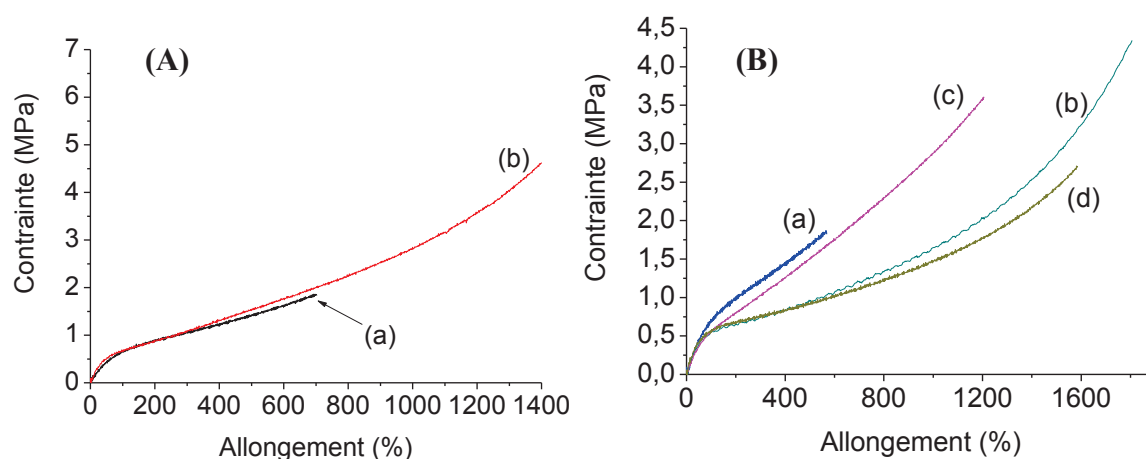 (A)
Contrainte (MPa)
7
6
5
4
3
2
1
0
(b)
(a)
0 200 400 600 800 1000 1200 1400
Allongement (%)
(B)
Contrainte (MPa)
4,5
4,0
3,5
3,0
2,5
2,0
1,5
1,0
0,5
0,0
(c)
(b)
(a)
(d)
0 400 800 1200 1600
Allongement (%)